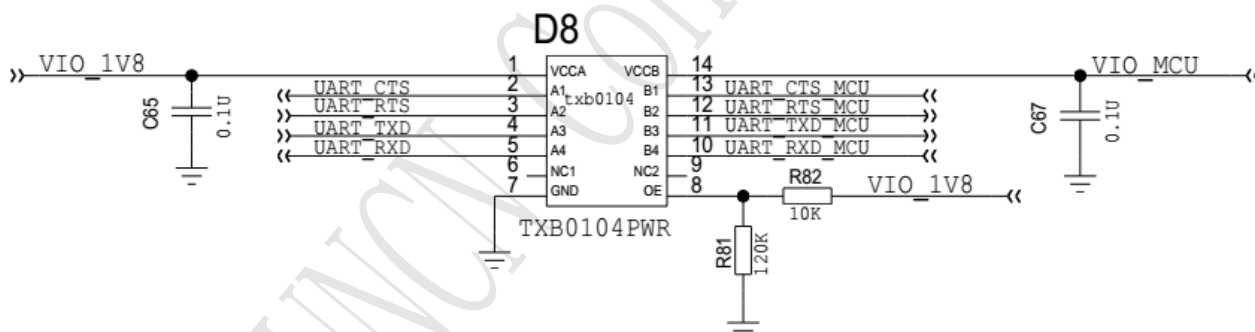 D8
VIO_1V8 1 VCCA VCCB 14 VIO_MCU
UART_CTS 2 A1 txb0104 B1 13 UART_CTS_MCU
UART_RTS 3 A2 B2 12 UART_RTS_MCU
UART_TXD 4 A3 B3 11 UART_TXD_MCU
UART_RXD 5 A4 B4 10 UART_RXD_MCU
6 NC1 NC2 9
7 GND OE 8
C65 0.1U
C67 0.1U
R82
10K
VIO_1V8
TXB0104PWR
R81 120K